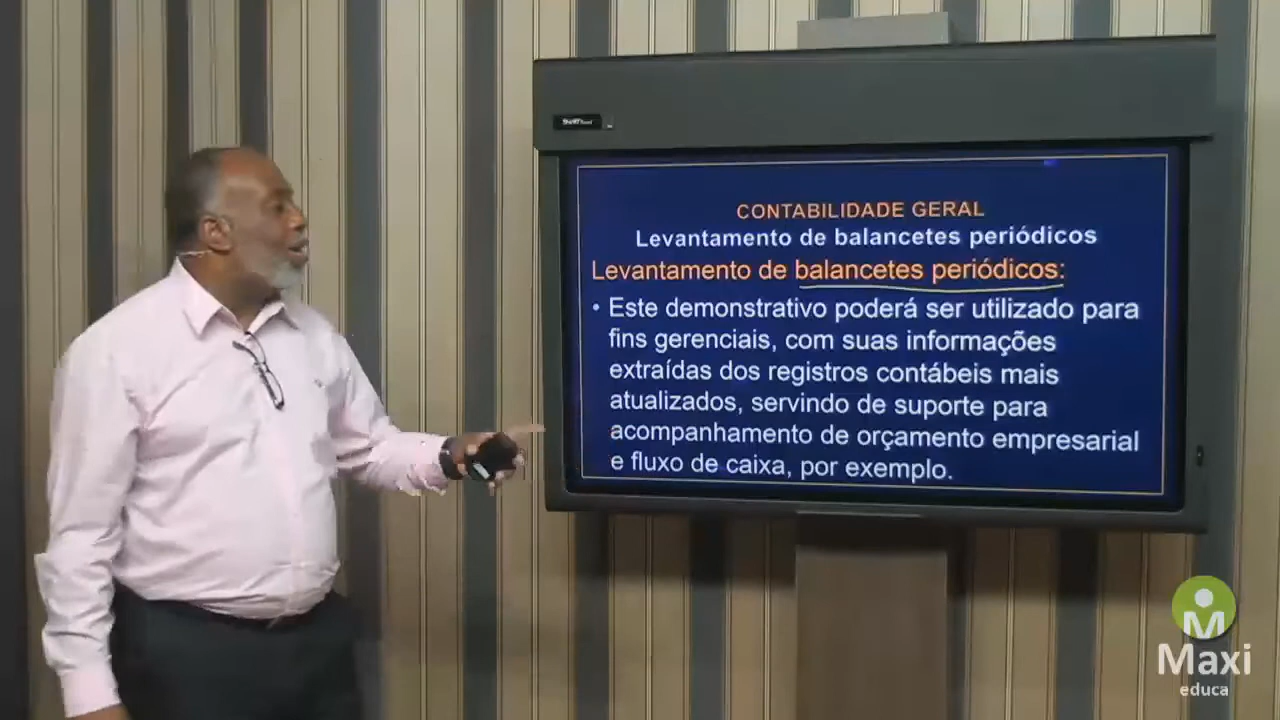 CONTABILIDADE GERAL
Levantamento de balancetes periódicos
Levantamento de balancetes periódicos:
• Este demonstrativo poderá ser utilizado para
fins gerenciais, com suas informações
extraídas dos registros contábeis mais
atualizados, servindo de suporte para
acompanhamento de orçamento empresarial
e fluxo de caixa, por exemplo.
M
Maxi
educa